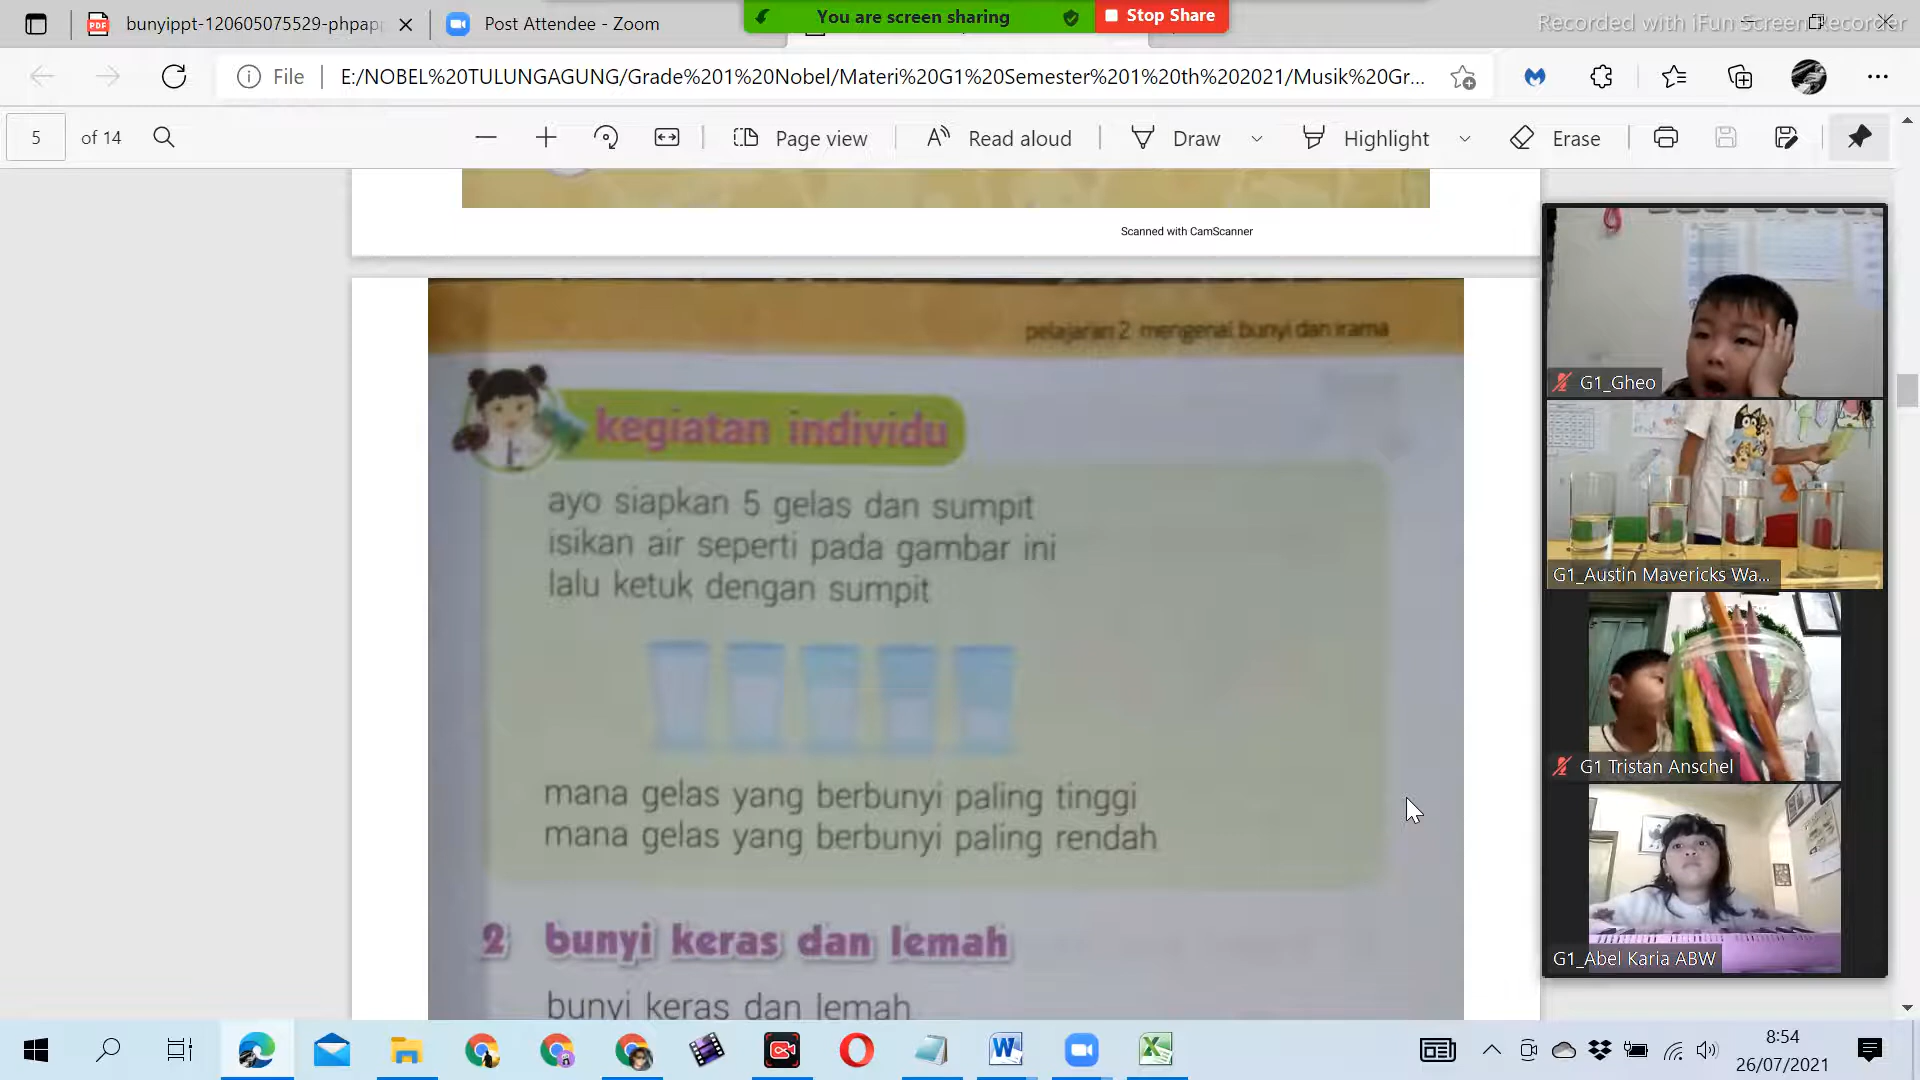 bunyippt-120605075529-phpapp
Post Attendee - Zoom
You are screen sharing
Stop Share
Recorded with iFun Screen Recorder
File
E:/NOBEL%20TULUNGAGUNG/Grade%201%20Nobel/Materi%20G1%20Semester%201%20th%202021/Musik%20Gr...
5 of 14
Page view
Read aloud
Draw
Highlight
Erase
Scanned with CamScanner
pelajaran 2 mengenal bunyi dan irama
kegiatan individu
ayo siapkan 5 gelas dan sumpit
isikan air seperti pada gambar ini
lalu ketuk dengan sumpit
mana gelas yang berbunyi paling tinggi
mana gelas yang berbunyi paling rendah
2 bunyi keras dan lemah
bunyi keras dan lemah
G1_Gheo
G1_Austin Mavericks Wa...
G1 Tristan Anschel
G1_Abel Karia ABW
8:54
26/07/2021